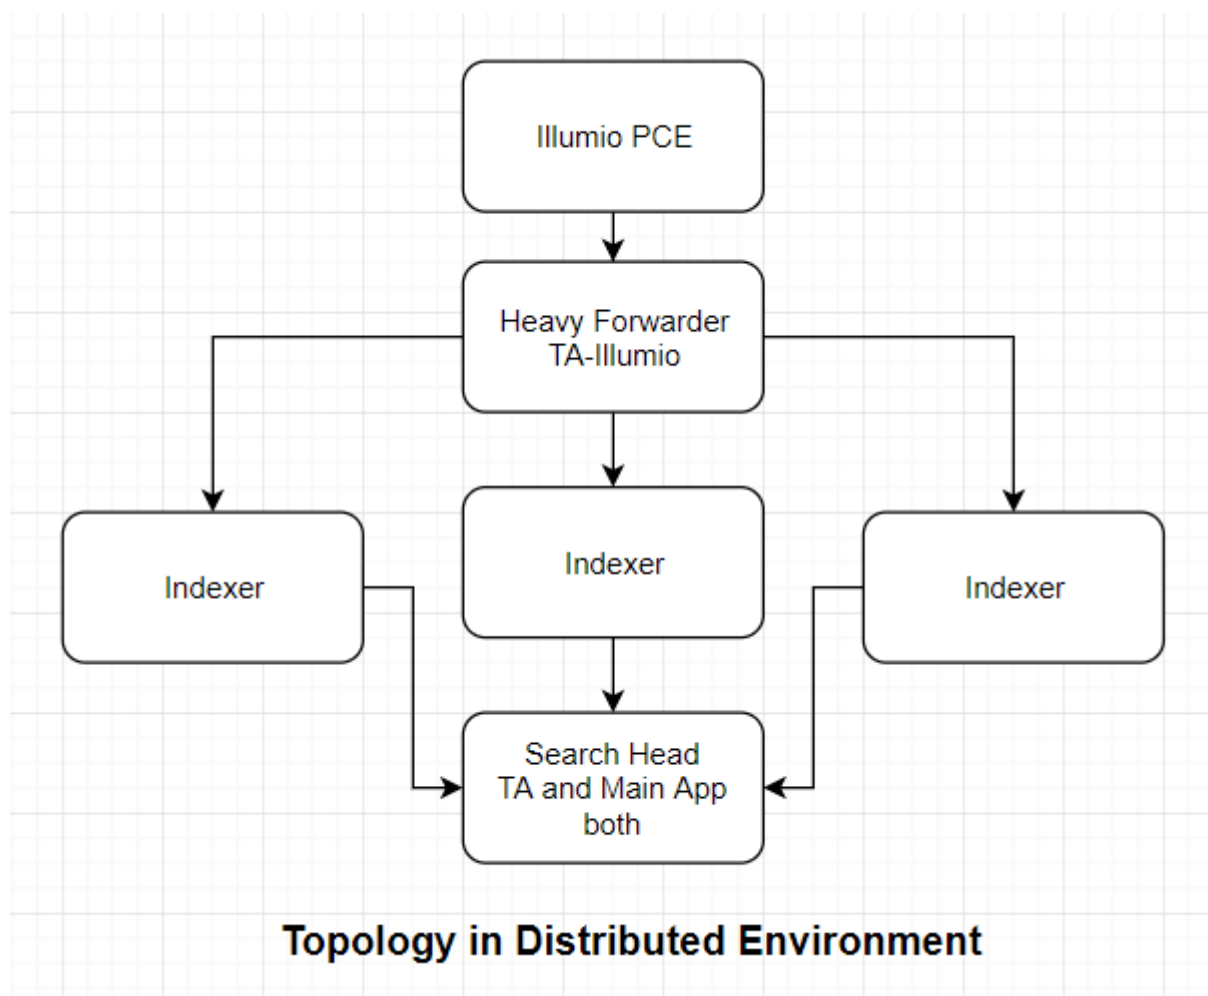 Illumio PCE
Heavy Forwarder
TA-Illumio
Indexer
Indexer
Indexer
Search Head
TA and Main App
both
Topology in Distributed Environment